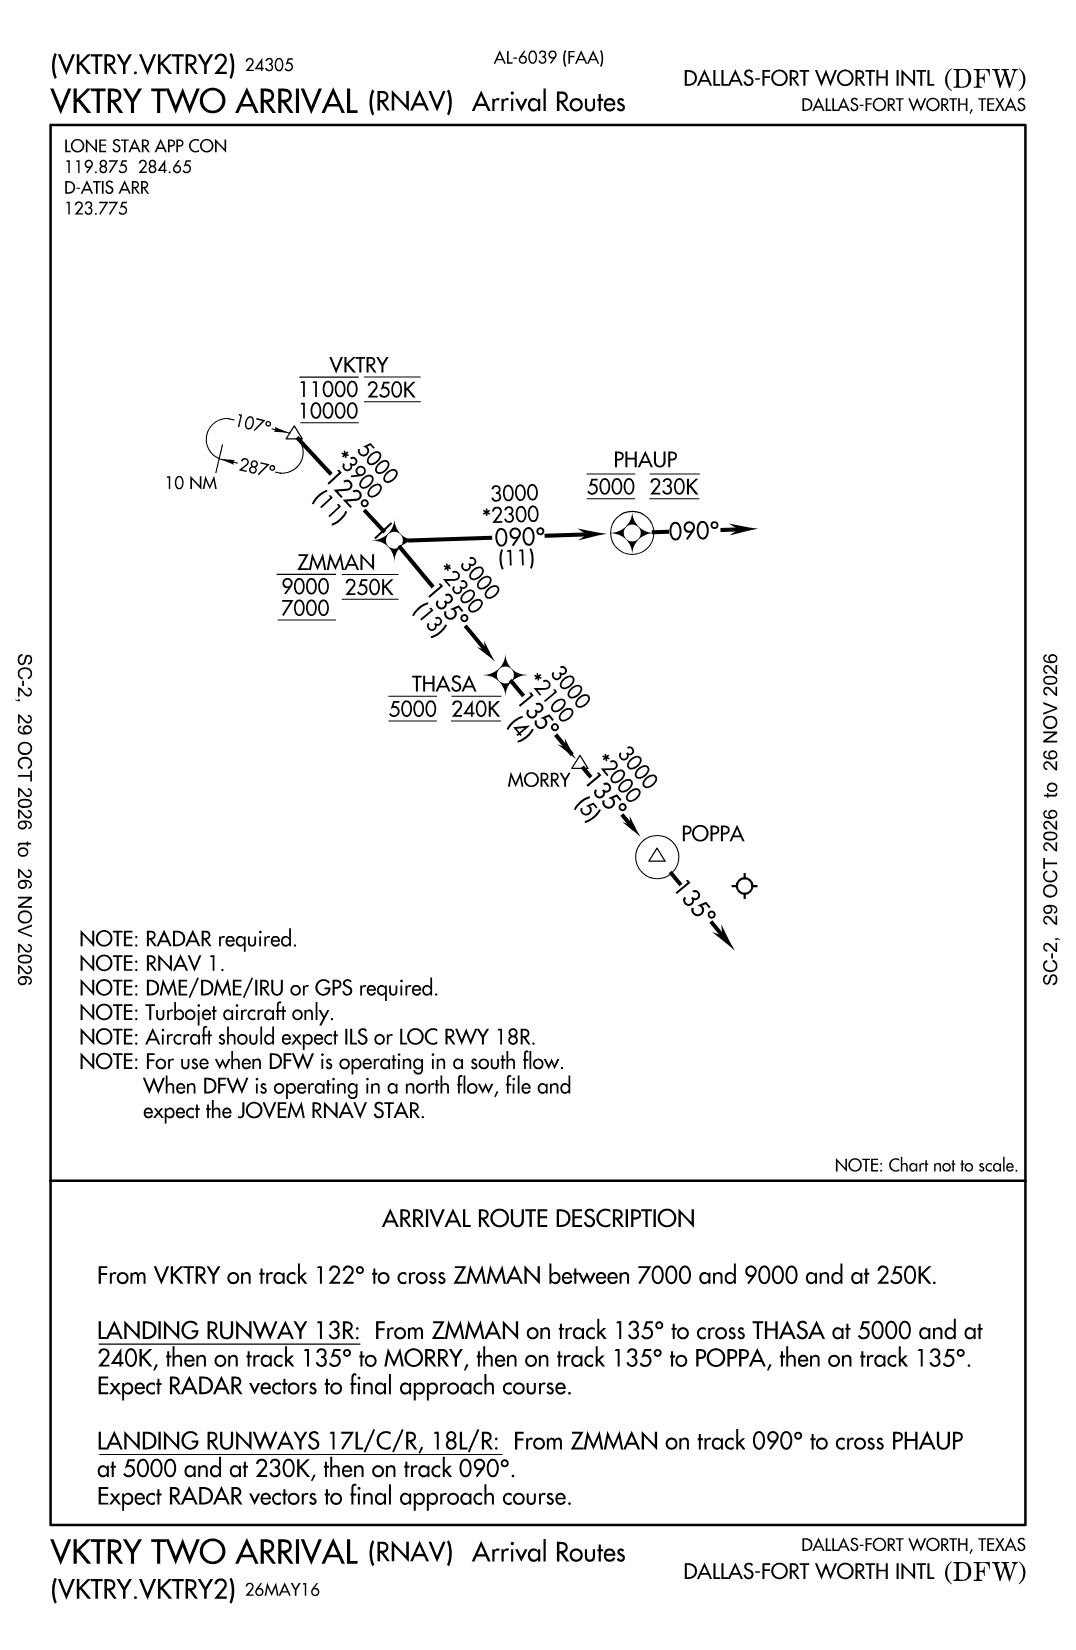 (VKTRY.VKTRY2) 24305
AL-6039 (FAA)
DALLAS-FORT WORTH INTL (DFW)
VKTRY TWO ARRIVAL (RNAV) Arrival Routes
DALLAS-FORT WORTH, TEXAS
LONE STAR APP CON
119.875 284.65
D-ATIS ARR
123.775
VKTRY
11000 250K
10000
107°
287°
10 NM
5000
*3900
122°
(11)
PHAUP
5000 230K
3000
*2300
090°
(11)
090°
ZMMAN
9000 250K
7000
3000
*2300
135°
(13)
THASA
5000 240K
3000
*2100
135°
(4)
MORRY
3000
*2000
135°
(5)
POPPA
135°
NOTE: RADAR required.
NOTE: RNAV 1.
NOTE: DME/DME/IRU or GPS required.
NOTE: Turbojet aircraft only.
NOTE: Aircraft should expect ILS or LOC RWY 18R.
NOTE: For use when DFW is operating in a south flow.
When DFW is operating in a north flow, file and
expect the JOVEM RNAV STAR.
NOTE: Chart not to scale.
SC-2, 29 OCT 2026 to 26 NOV 2026
SC-2, 29 OCT 2026 to 26 NOV 2026
ARRIVAL ROUTE DESCRIPTION
From VKTRY on track 122° to cross ZMMAN between 7000 and 9000 and at 250K.
LANDING RUNWAY 13R: From ZMMAN on track 135° to cross THASA at 5000 and at
240K, then on track 135° to MORRY, then on track 135° to POPPA, then on track 135°.
Expect RADAR vectors to final approach course.
LANDING RUNWAYS 17L/C/R, 18L/R: From ZMMAN on track 090° to cross PHAUP
at 5000 and at 230K, then on track 090°.
Expect RADAR vectors to final approach course.
VKTRY TWO ARRIVAL (RNAV) Arrival Routes
DALLAS-FORT WORTH, TEXAS
DALLAS-FORT WORTH INTL (DFW)
(VKTRY.VKTRY2) 26MAY16